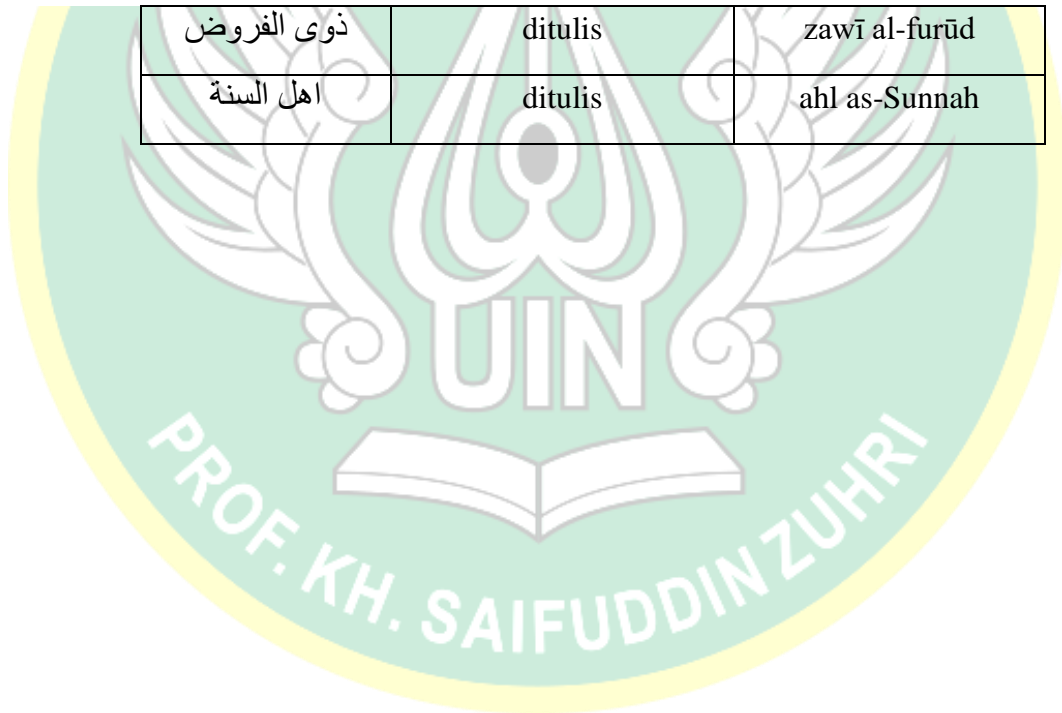 ذوى الفروض ditulis zawī al-furūd
اهل السنة ditulis ahl as-Sunnah
UIN
PROF. KH. SAIFUDDIN ZUHRI